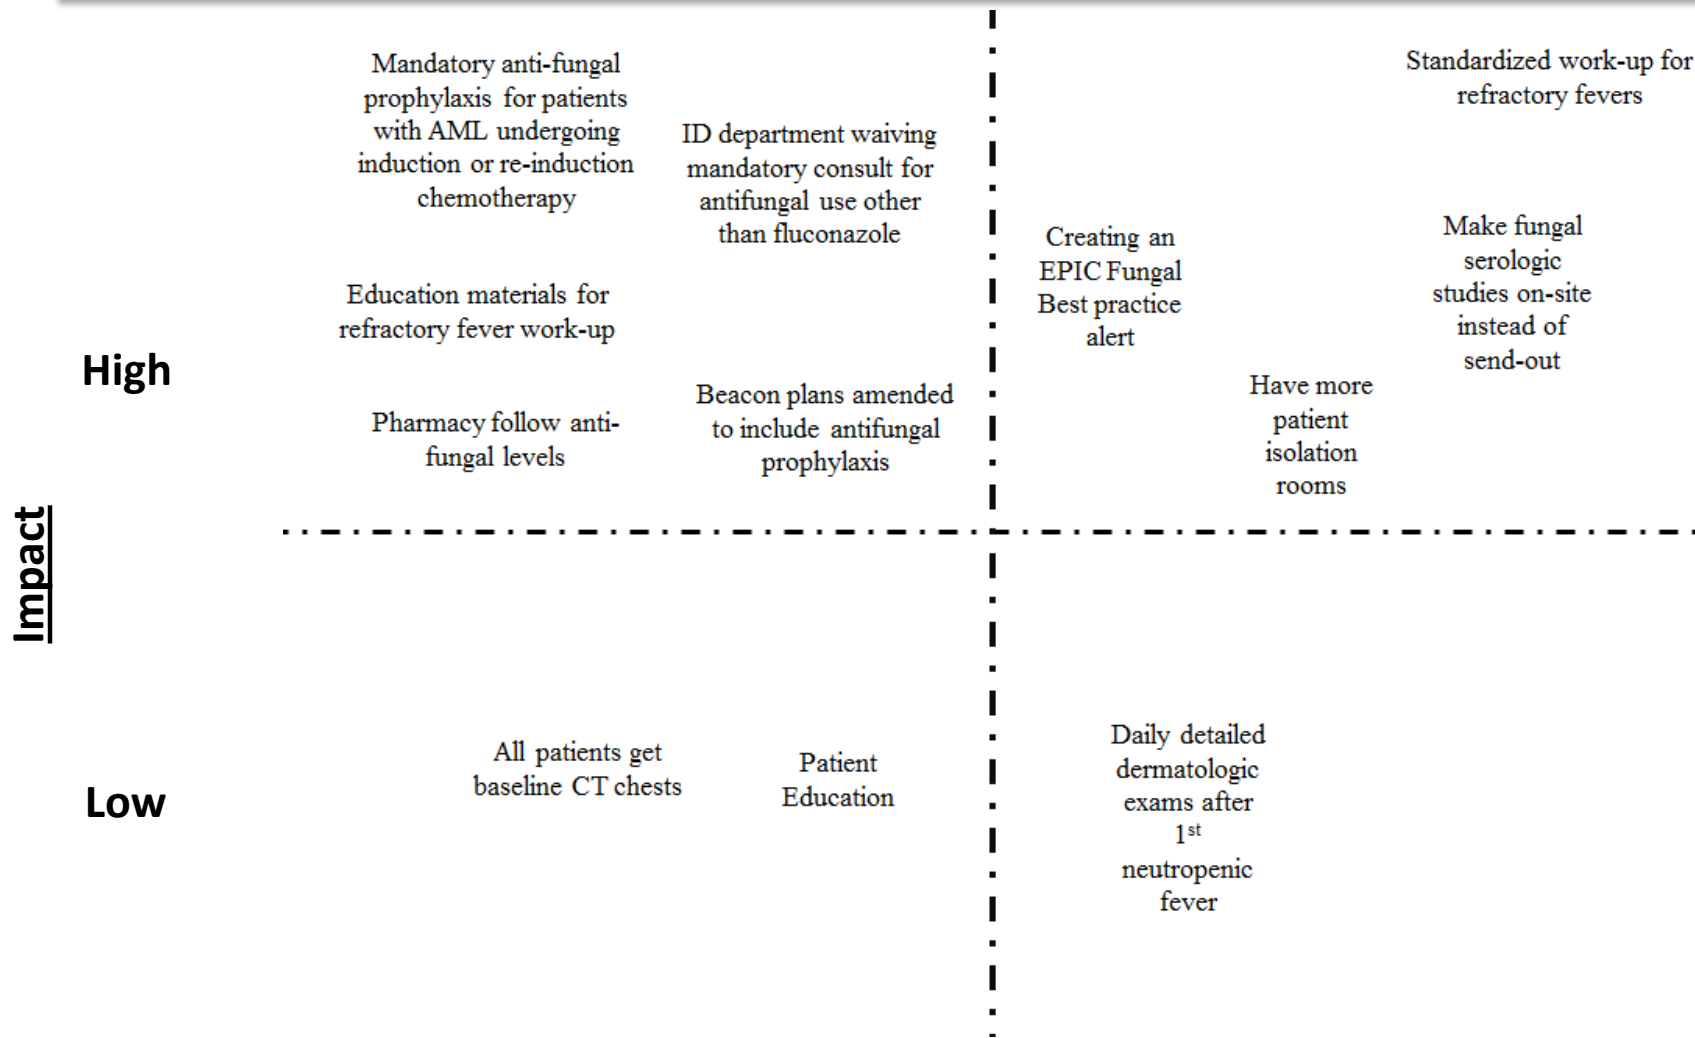 Mandatory anti-fungal
prophylaxis for patients
with AML undergoing
induction or re-induction
chemotherapy
ID department waiving
mandatory consult for
antifungal use other
than fluconazole
Education materials for
refractory fever work-up
Pharmacy follow anti-
fungal levels
Beacon plans amended
to include antifungal
prophylaxis
Standardized work-up for
refractory fevers
Creating an
EPIC Fungal
Best practice
alert
Make fungal
serologic
studies on-site
instead of
send-out
Have more
patient
isolation
rooms
High
Impact
Low
All patients get
baseline CT chests
Patient
Education
Daily detailed
dermatologic
exams after
1st
neutropenic
fever